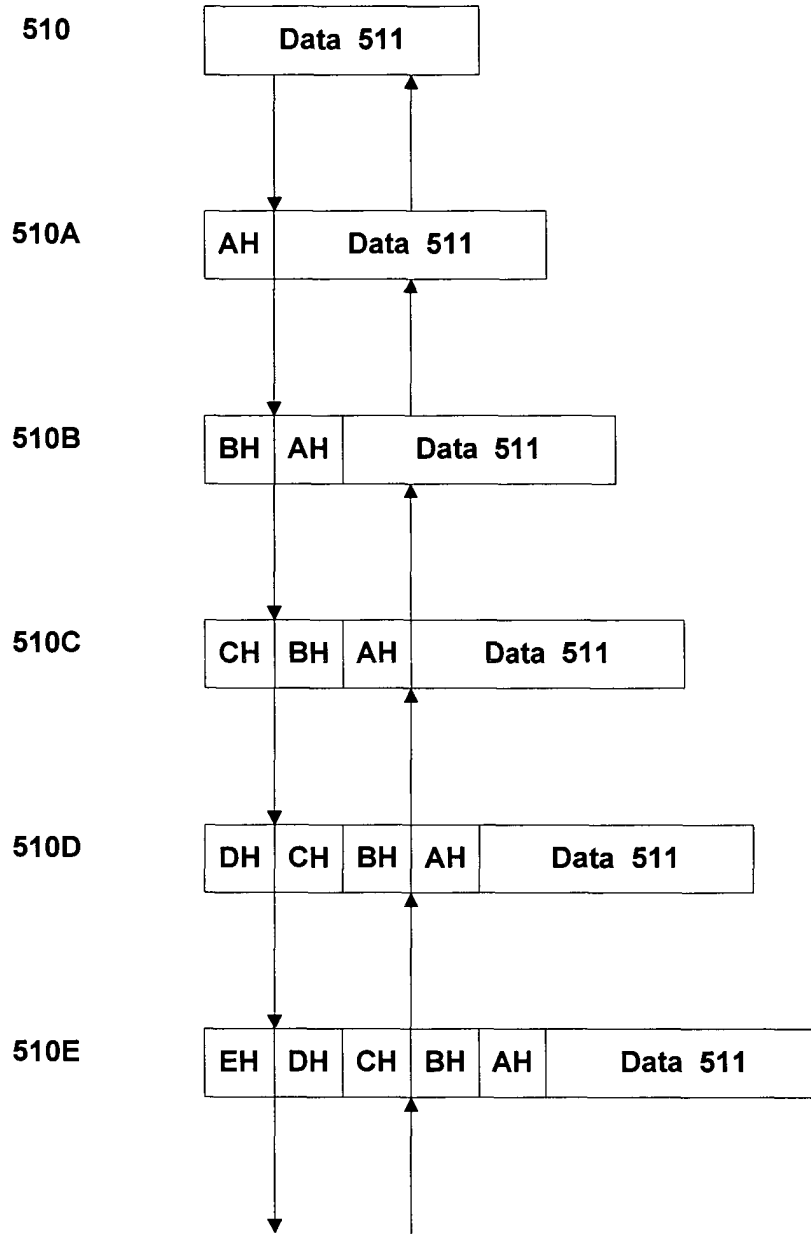 510 Data 511
510A AH Data 511
510B BH AH Data 511
510C CH BH AH Data 511
510D DH CH BH AH Data 511
510E EH DH CH BH AH Data 511